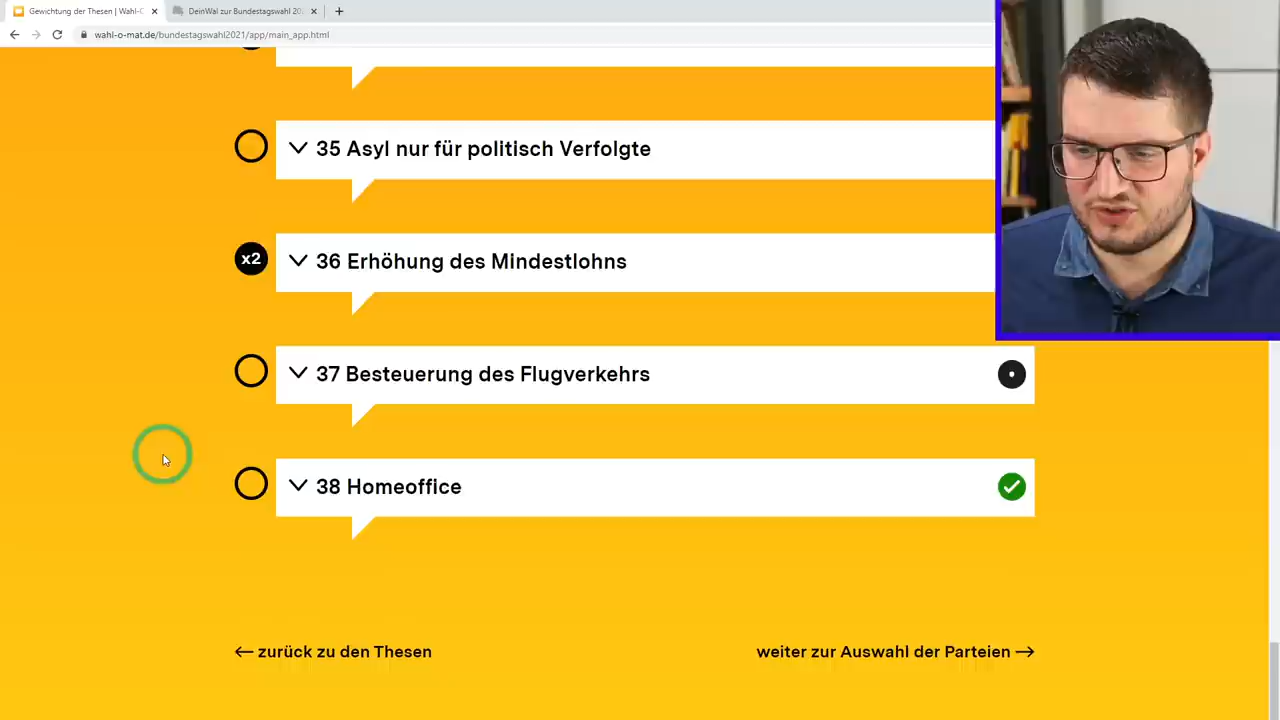 Gewichtung der Thesen | Wahl-O
DeinWal zur Bundestagswahl 202
wahl-o-mat.de/bundestagswahl2021/app/main_app.html
35 Asyl nur für politisch Verfolgte
x2
36 Erhöhung des Mindestlohns
37 Besteuerung des Flugverkehrs
38 Homeoffice
← zurück zu den Thesen
weiter zur Auswahl der Parteien →